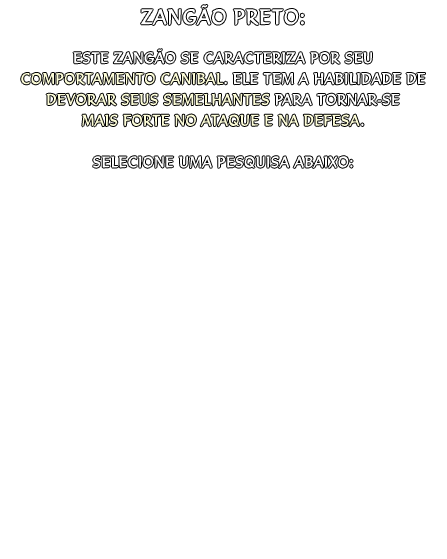 ZANGÃO PRETO:
ESTE ZANGÃO SE CARACTERIZA POR SEU
COMPORTAMENTO CANIBAL. ELE TEM A HABILIDADE DE
DEVORAR SEUS SEMELHANTES PARA TORNAR-SE
MAIS FORTE NO ATAQUE E NA DEFESA.
SELECIONE UMA PESQUISA ABAIXO: